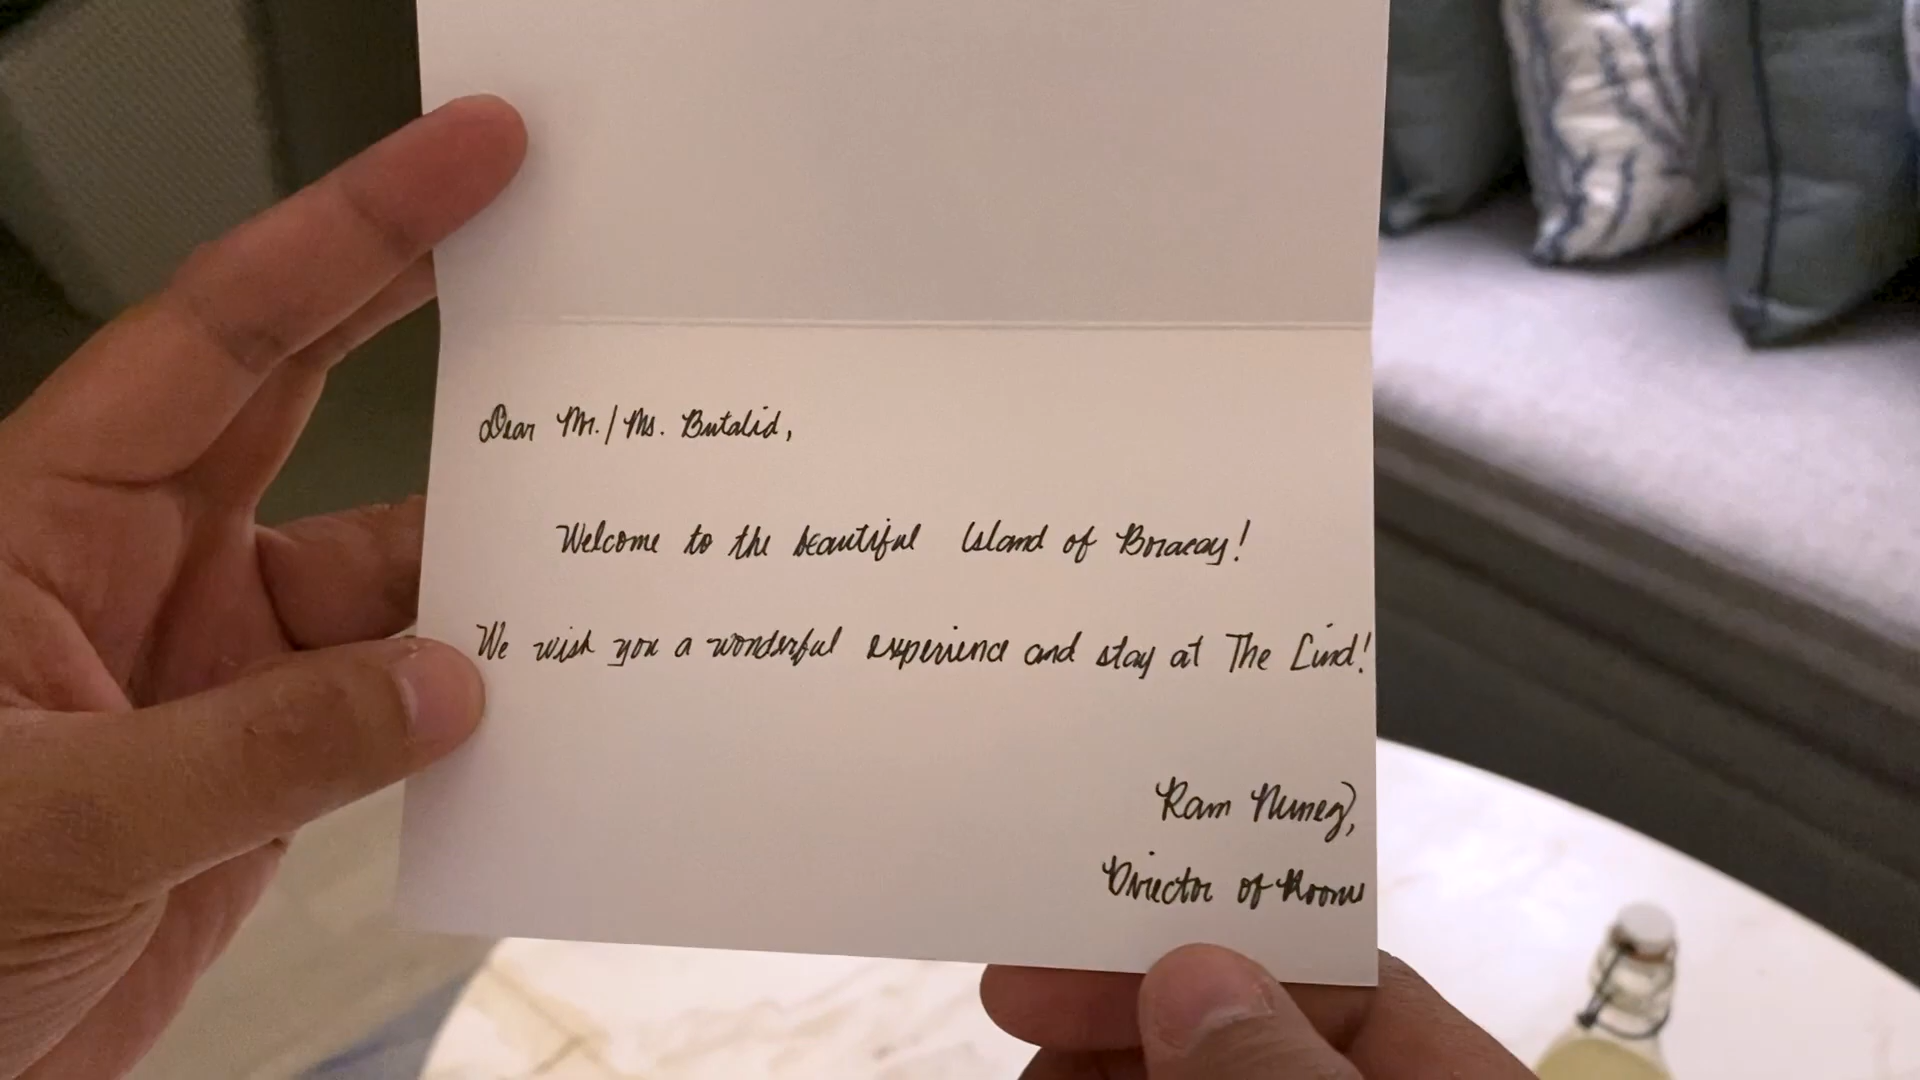 Dear Mr./Ms. Butalid,
Welcome to the beautiful Island of Boracay!
We wish you a wonderful experience and stay at The Lind!
Ram Nunez,
Director of Rooms